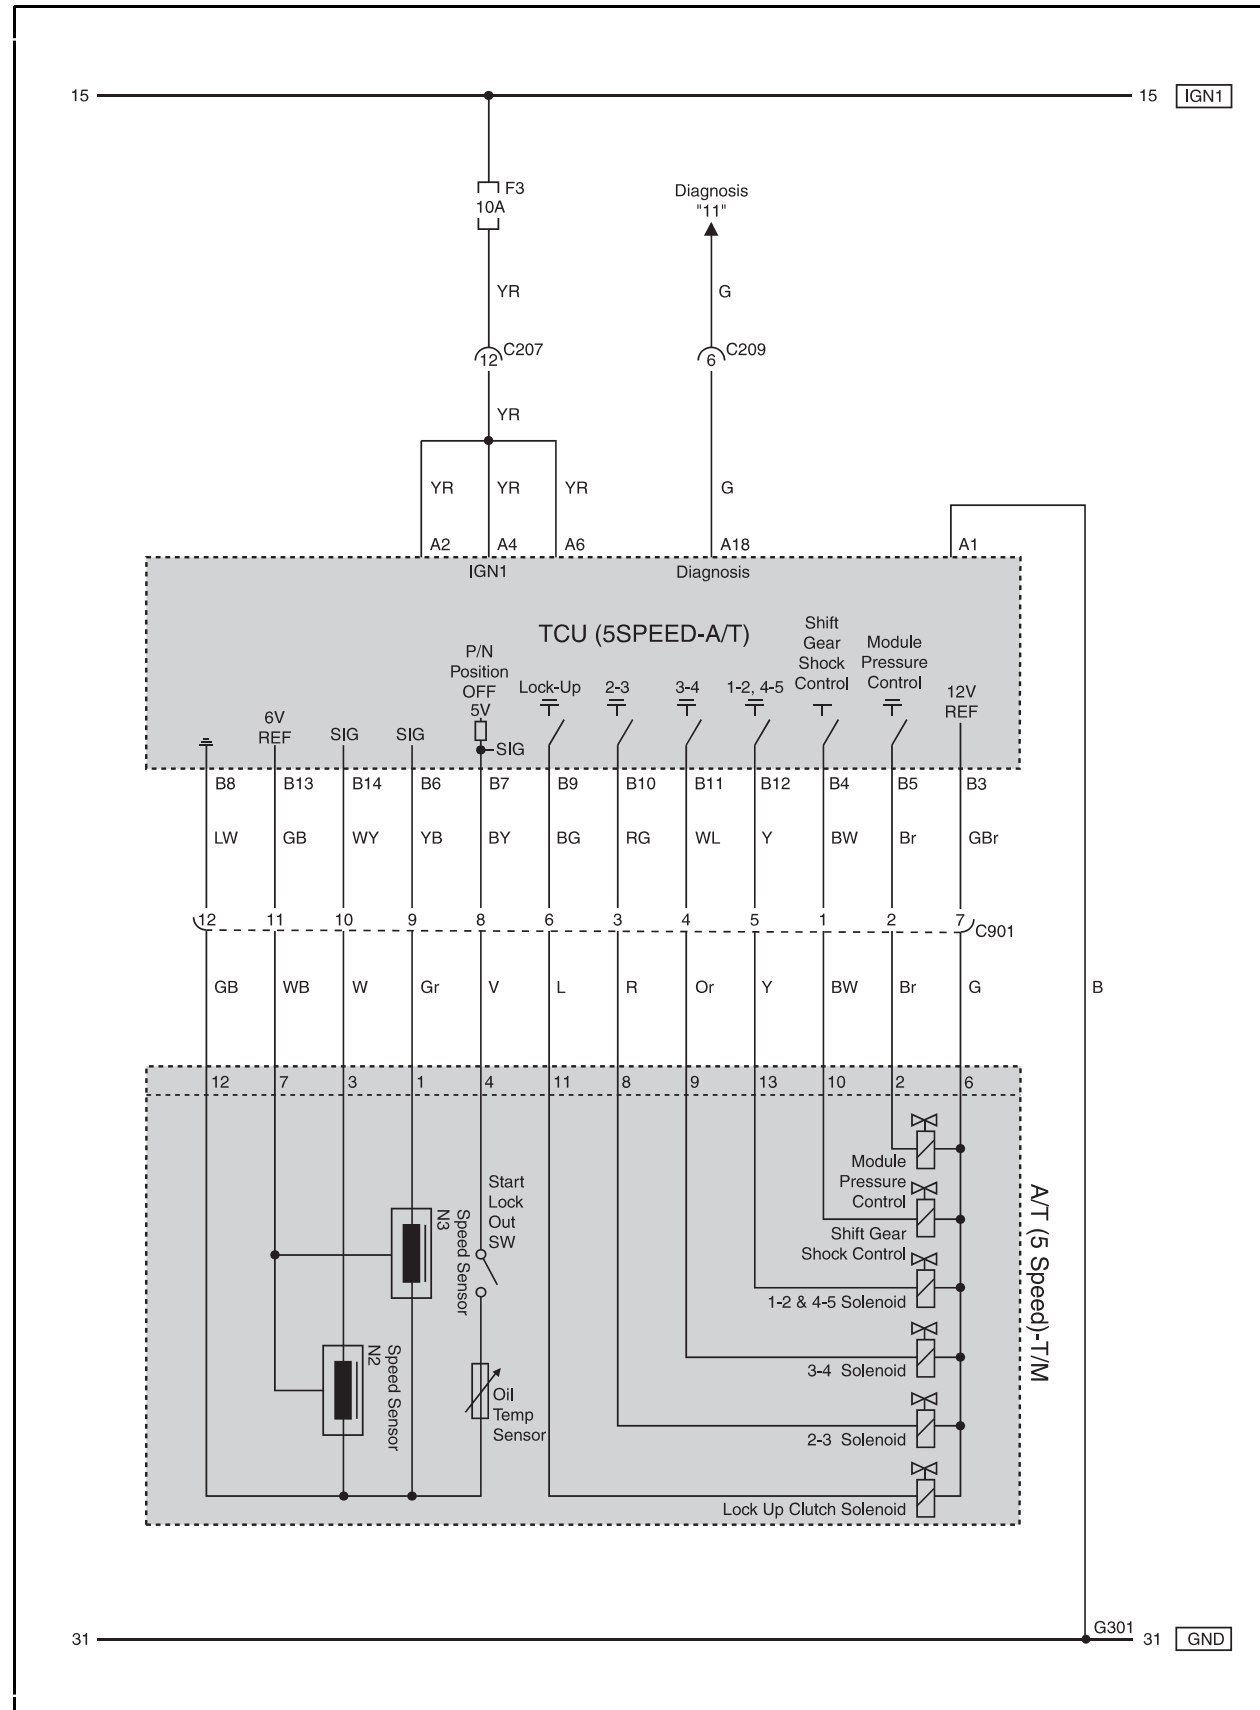 15
15 IGN1
F3
10A
Diagnosis
"11"
YR
G
12 C207
6 C209
YR
YR YR YR
G
A2 A4 A6 A18 A1
IGN1
Diagnosis
TCU (5SPEED-A/T)
P/N
Position
OFF
5V
SIG
Lock-Up
2-3
3-4
1-2, 4-5
Shift
Gear
Shock
Control
Module
Pressure
Control
12V
REF
6V
REF
SIG
SIG
B8 B13 B14 B6 B7 B9 B10 B11 B12 B4 B5 B3
LW GB WY YB BY BG RG WL Y BW Br GBr
12 11 10 9 8 6 3 4 5 1 2 7 C901
GB WB W Gr V L R Or Y BW Br G B
12 7 3 1 4 11 8 9 13 10 2 6
Module
Pressure
Control
Shift Gear
Shock Control
1-2 & 4-5 Solenoid
3-4 Solenoid
2-3 Solenoid
Lock Up Clutch Solenoid
Start
Lock
Out
SW
Speed Sensor
N3
Speed Sensor
N2
Oil
Temp
Sensor
A/T (5 Speed)-T/M
31
G301
31 GND